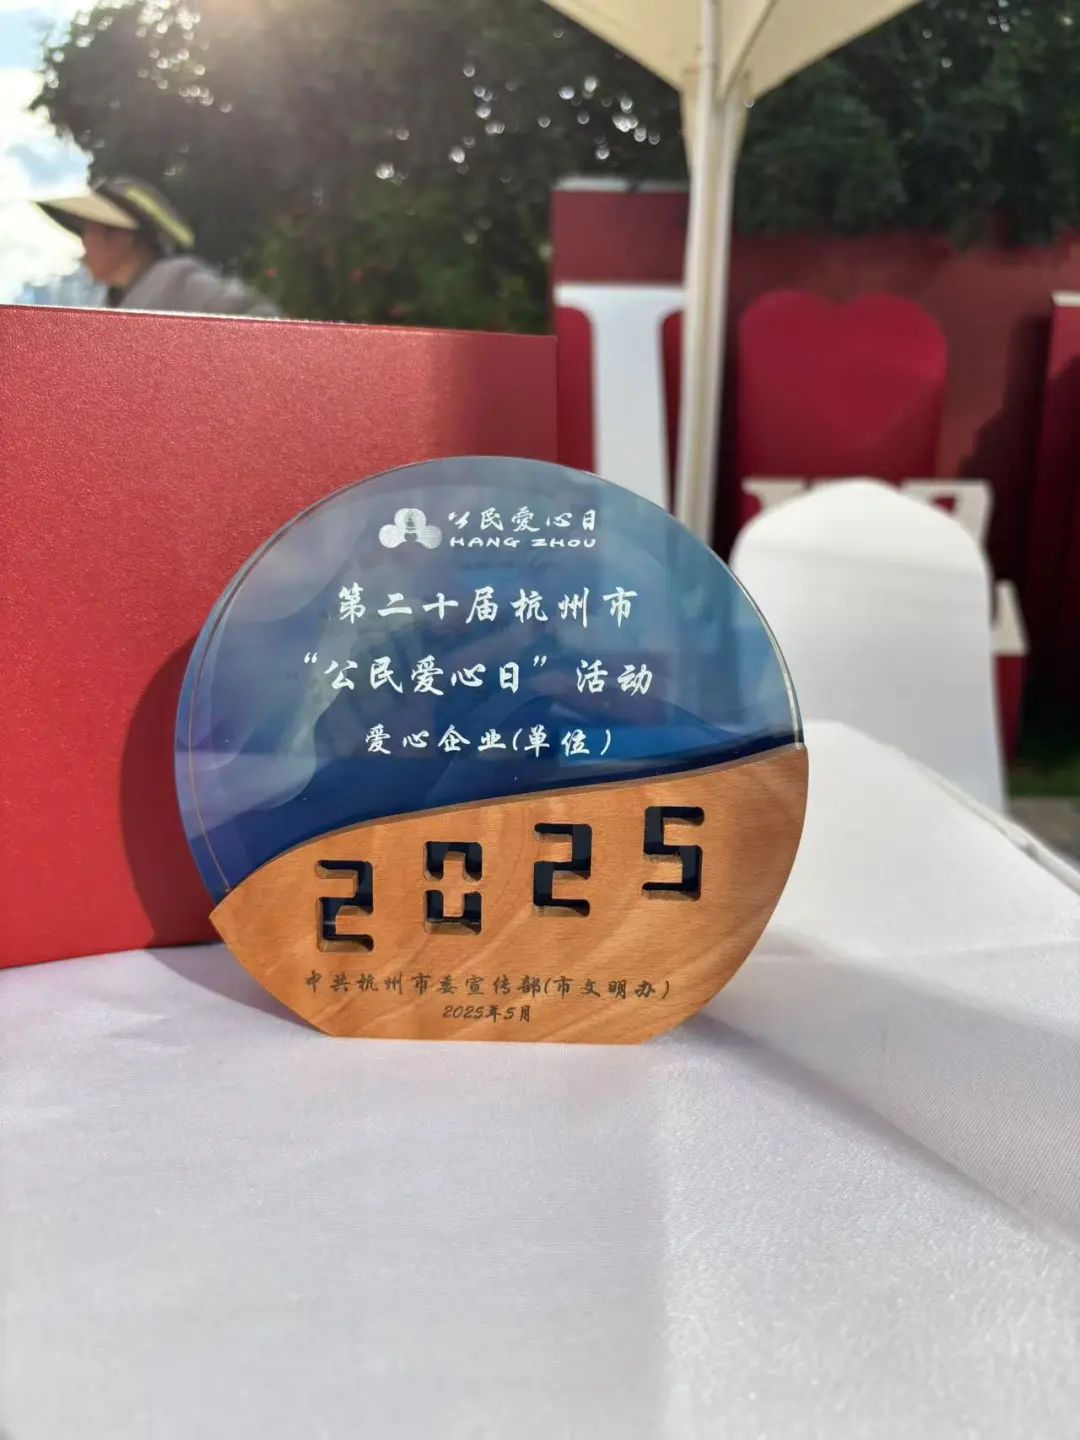 公民爱心日
HANG ZHOU
第二十届杭州市
“公民爱心日”活动
爱心企业(单位)
2025
中共杭州市委宣传部(市文明办)
2025年5月